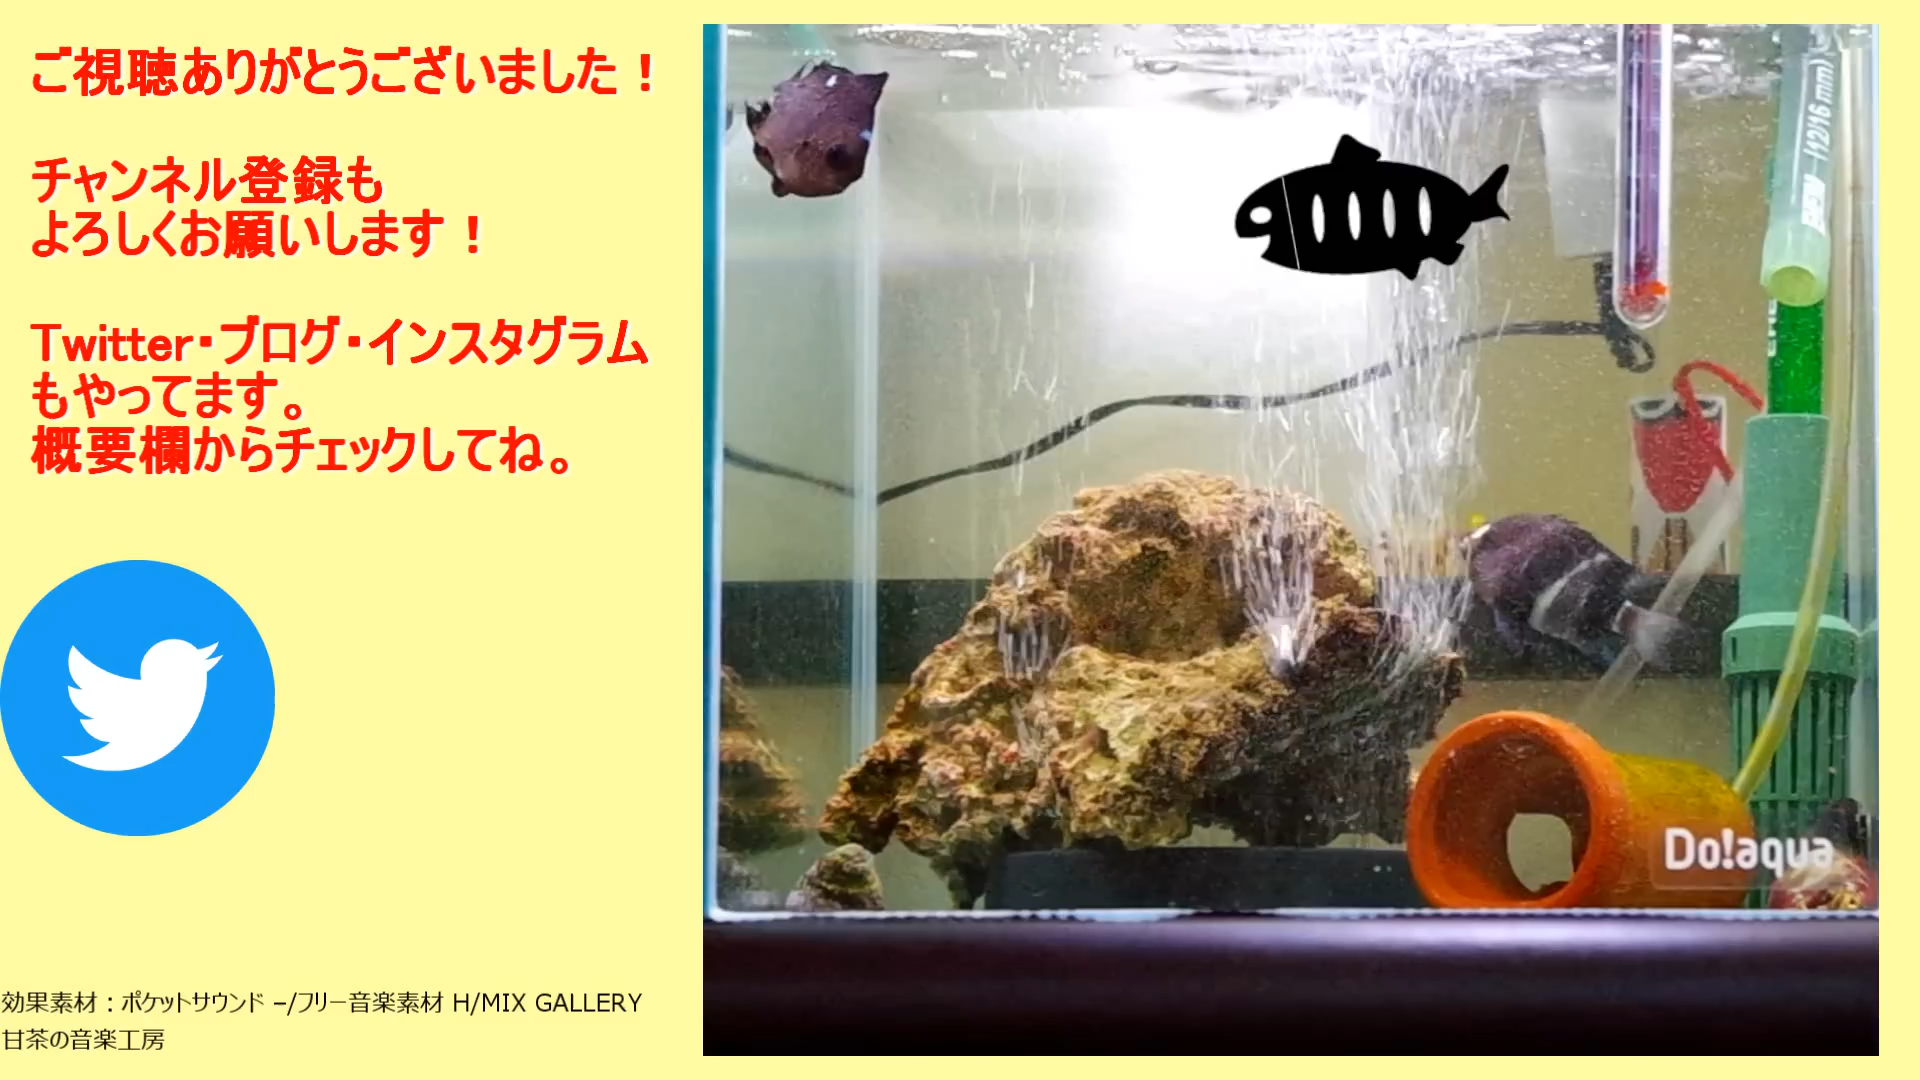 ご視聴ありがとうございました！
チャンネル登録も
よろしくお願いします！
Twitter・ブログ・インスタグラム
もやってます。
概要欄からチェックしてね。
効果素材：ポケットサウンド –/フリー音楽素材 H/MIX GALLERY
甘茶の音楽工房
(12/16mm)
Do!aqua